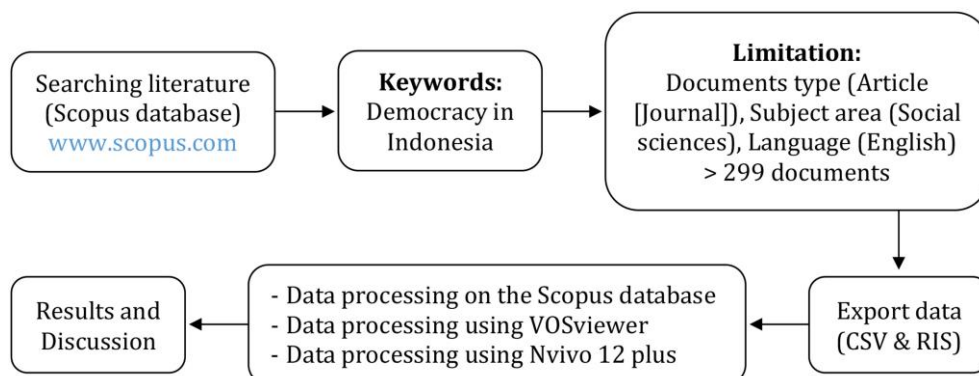 Searching literature
(Scopus database)
www.scopus.com
Keywords:
Democracy in
Indonesia
Limitation:
Documents type (Article
[Journal]), Subject area (Social
sciences), Language (English)
> 299 documents
Export data
(CSV & RIS)
- Data processing on the Scopus database
- Data processing using VOSviewer
- Data processing using Nvivo 12 plus
Results and
Discussion